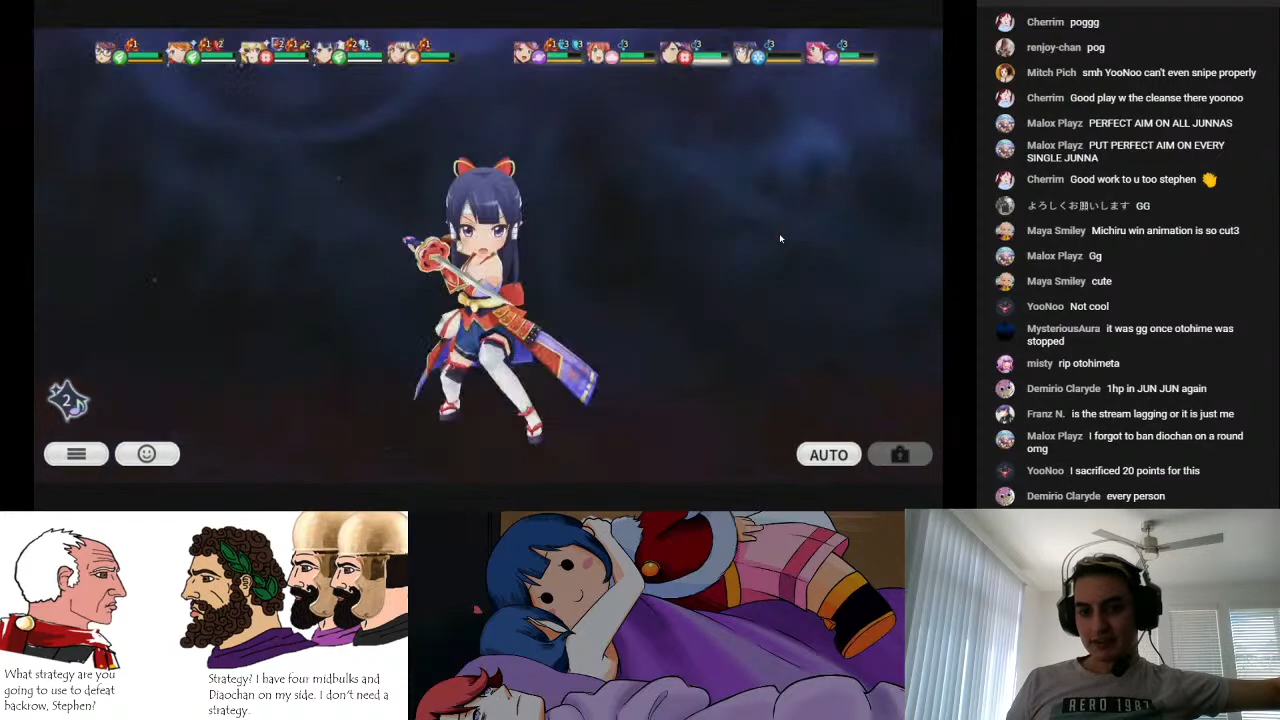 Cherrim poggg
renjoy-chan pog
Mitch Pich smh YooNoo can't even snipe properly
Cherrim Good play w the cleanse there yoonoo
Malox Playz PERFECT AIM ON ALL JUNNAS
Malox Playz PUT PERFECT AIM ON EVERY
SINGLE JUNNA
Cherrim Good work to u too stephen 👏
よろしくお願いします GG
Maya Smiley Michiru win animation is so cut3
Malox Playz Gg
Maya Smiley cute
YooNoo Not cool
MysteriousAura it was gg once otohime was
stopped
misty rip otohimeta
Demirio Claryde 1hp in JUN JUN again
Franz N. is the stream lagging or it is just me
Malox Playz I forgot to ban diochan on a round
omg
YooNoo I sacrificed 20 points for this
Demirio Claryde every person
2
AUTO
What strategy are you
going to use to defeat
backrow, Stephen?
Strategy? I have four midbulks and
Diaochan on my side. I don't need a
strategy.
AERO 1987